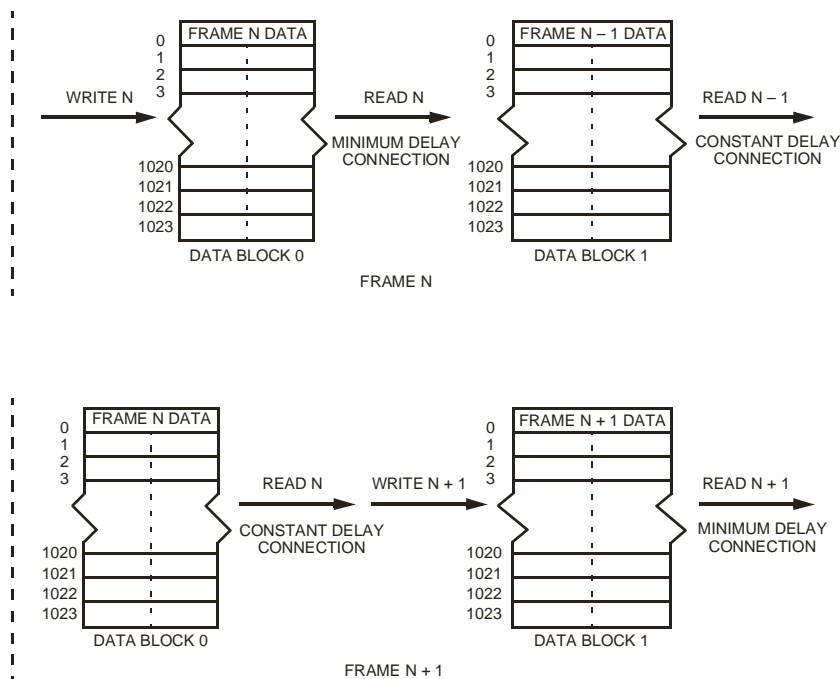 FRAME N DATA
0
1
2
3
1020
1021
1022
1023
WRITE N
READ N
MINIMUM DELAY
CONNECTION
DATA BLOCK 0
FRAME N – 1 DATA
0
1
2
3
1020
1021
1022
1023
READ N – 1
CONSTANT DELAY
CONNECTION
DATA BLOCK 1
FRAME N
FRAME N DATA
0
1
2
3
1020
1021
1022
1023
READ N
CONSTANT DELAY
CONNECTION
DATA BLOCK 0
WRITE N + 1
FRAME N + 1 DATA
0
1
2
3
1020
1021
1022
1023
READ N + 1
MINIMUM DELAY
CONNECTION
DATA BLOCK 1
FRAME N + 1